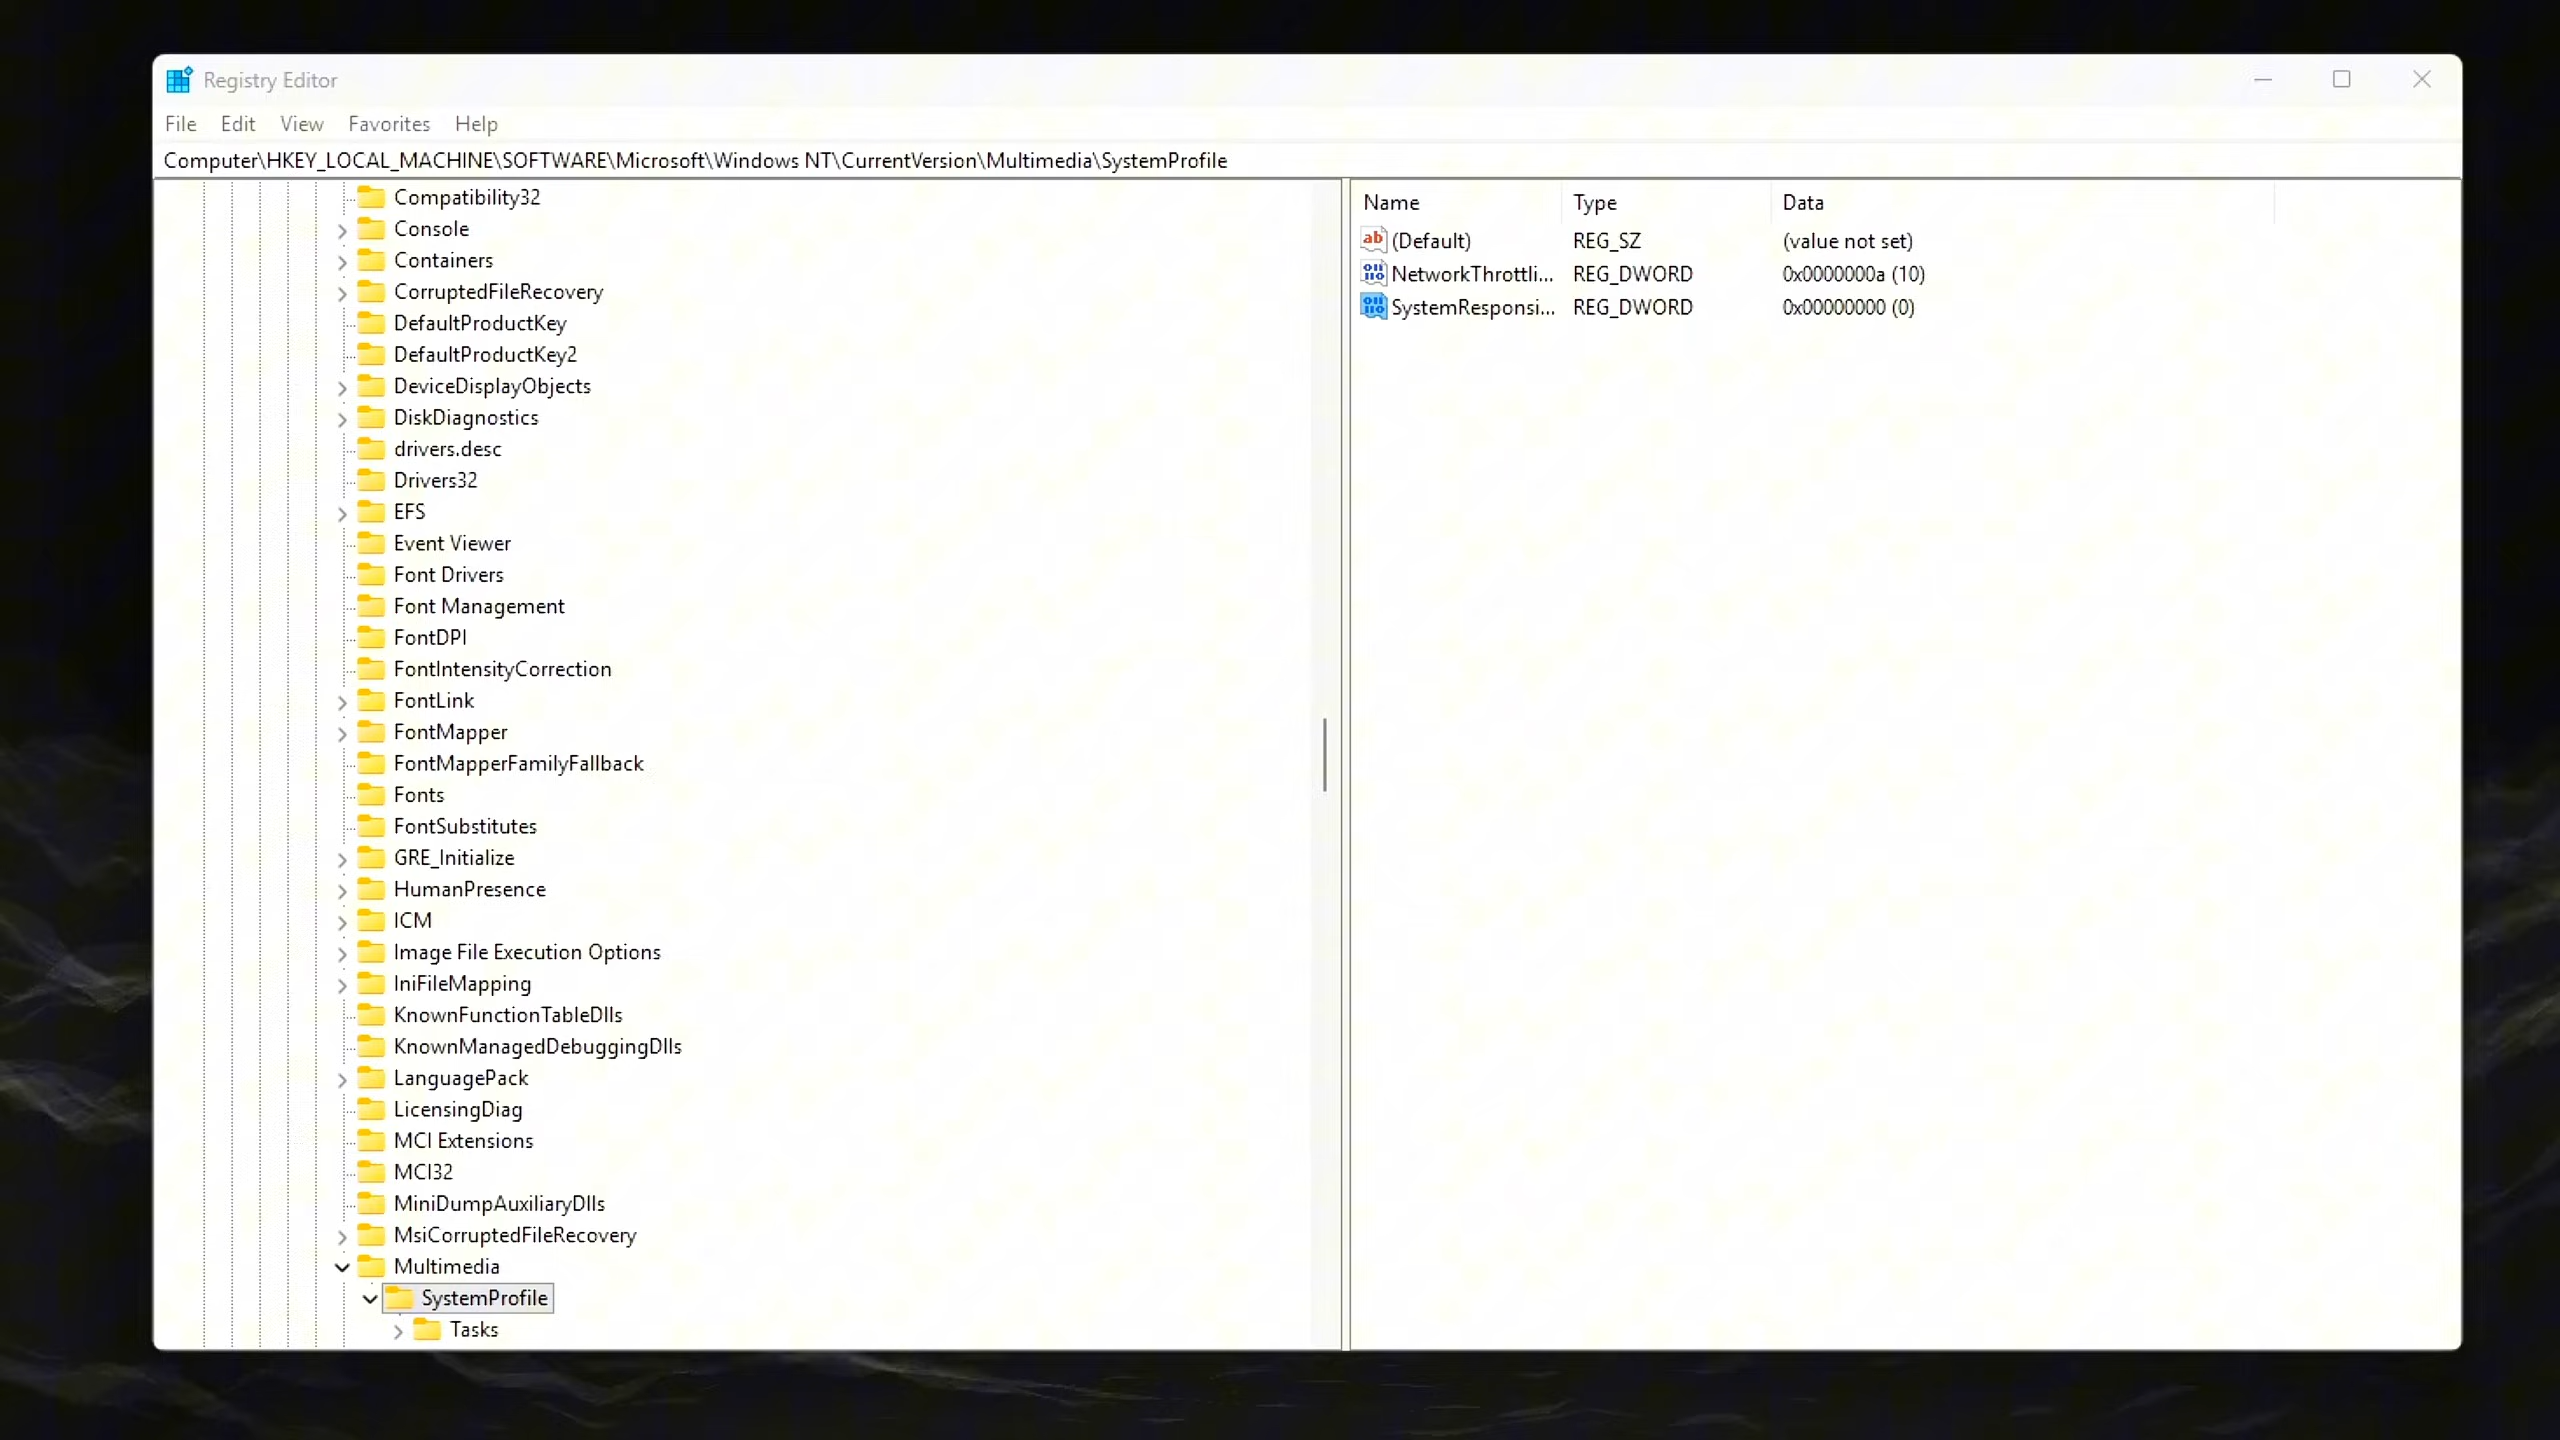 Registry Editor
File Edit View Favorites Help
Computer\HKEY_LOCAL_MACHINE\SOFTWARE\Microsoft\Windows NT\CurrentVersion\Multimedia\SystemProfile
Compatibility32
Console
Containers
CorruptedFileRecovery
DefaultProductKey
DefaultProductKey2
DeviceDisplayObjects
DiskDiagnostics
drivers.desc
Drivers32
EFS
Event Viewer
Font Drivers
Font Management
FontDPI
FontIntensityCorrection
FontLink
FontMapper
FontMapperFamilyFallback
Fonts
FontSubstitutes
GRE_Initialize
HumanPresence
ICM
Image File Execution Options
IniFileMapping
KnownFunctionTableDlls
KnownManagedDebuggingDlls
LanguagePack
LicensingDiag
MCI Extensions
MCI32
MiniDumpAuxiliaryDlls
MsiCorruptedFileRecovery
Multimedia
SystemProfile
Tasks
Name Type Data
(Default) REG_SZ (value not set)
NetworkThrottli... REG_DWORD 0x0000000a (10)
SystemResponsi... REG_DWORD 0x00000000 (0)